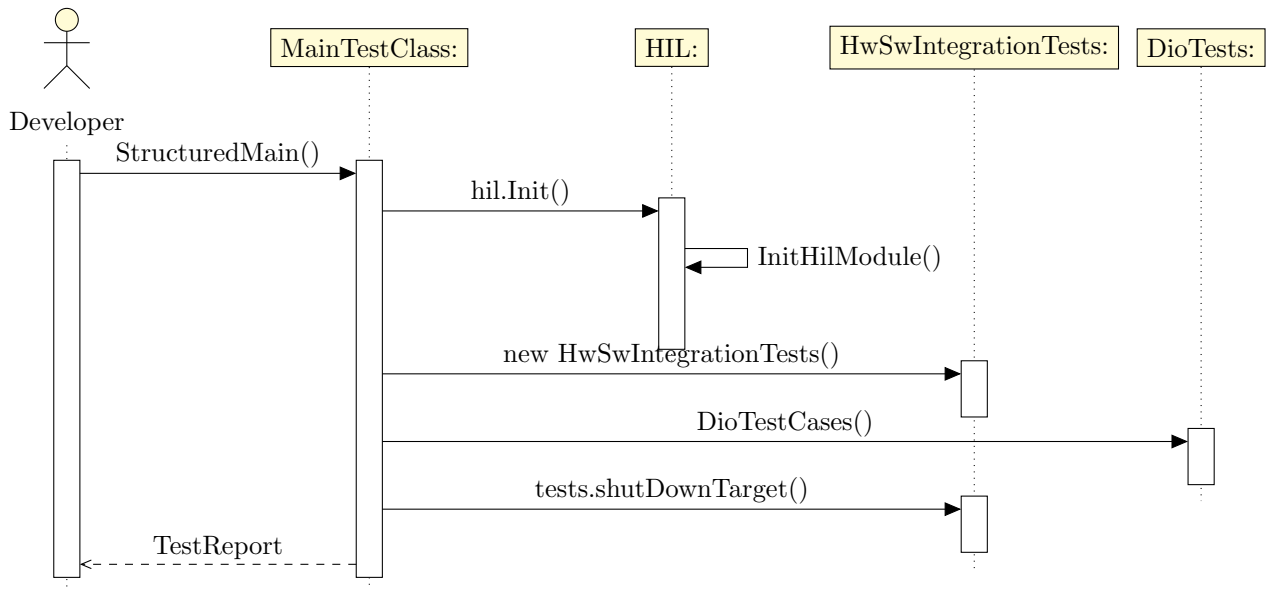 MainTestClass:
HIL:
HwSwIntegrationTests:
DioTests:
Developer
StructuredMain()
hil.Init()
InitHilModule()
new HwSwIntegrationTests()
DioTestCases()
tests.shutDownTarget()
TestReport